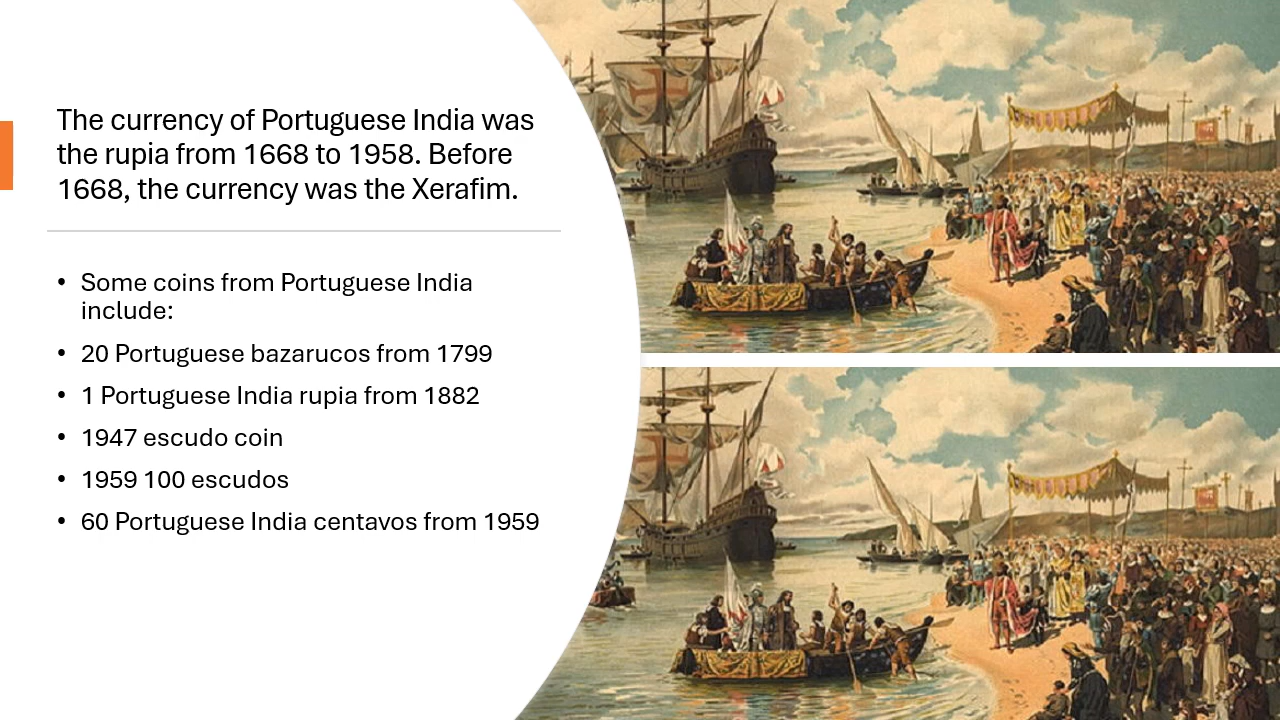 The currency of Portuguese India was
the rupia from 1668 to 1958. Before
1668, the currency was the Xerafim.
• Some coins from Portuguese India
include:
• 20 Portuguese bazarucos from 1799
• 1 Portuguese India rupia from 1882
• 1947 escudo coin
• 1959 100 escudos
• 60 Portuguese India centavos from 1959